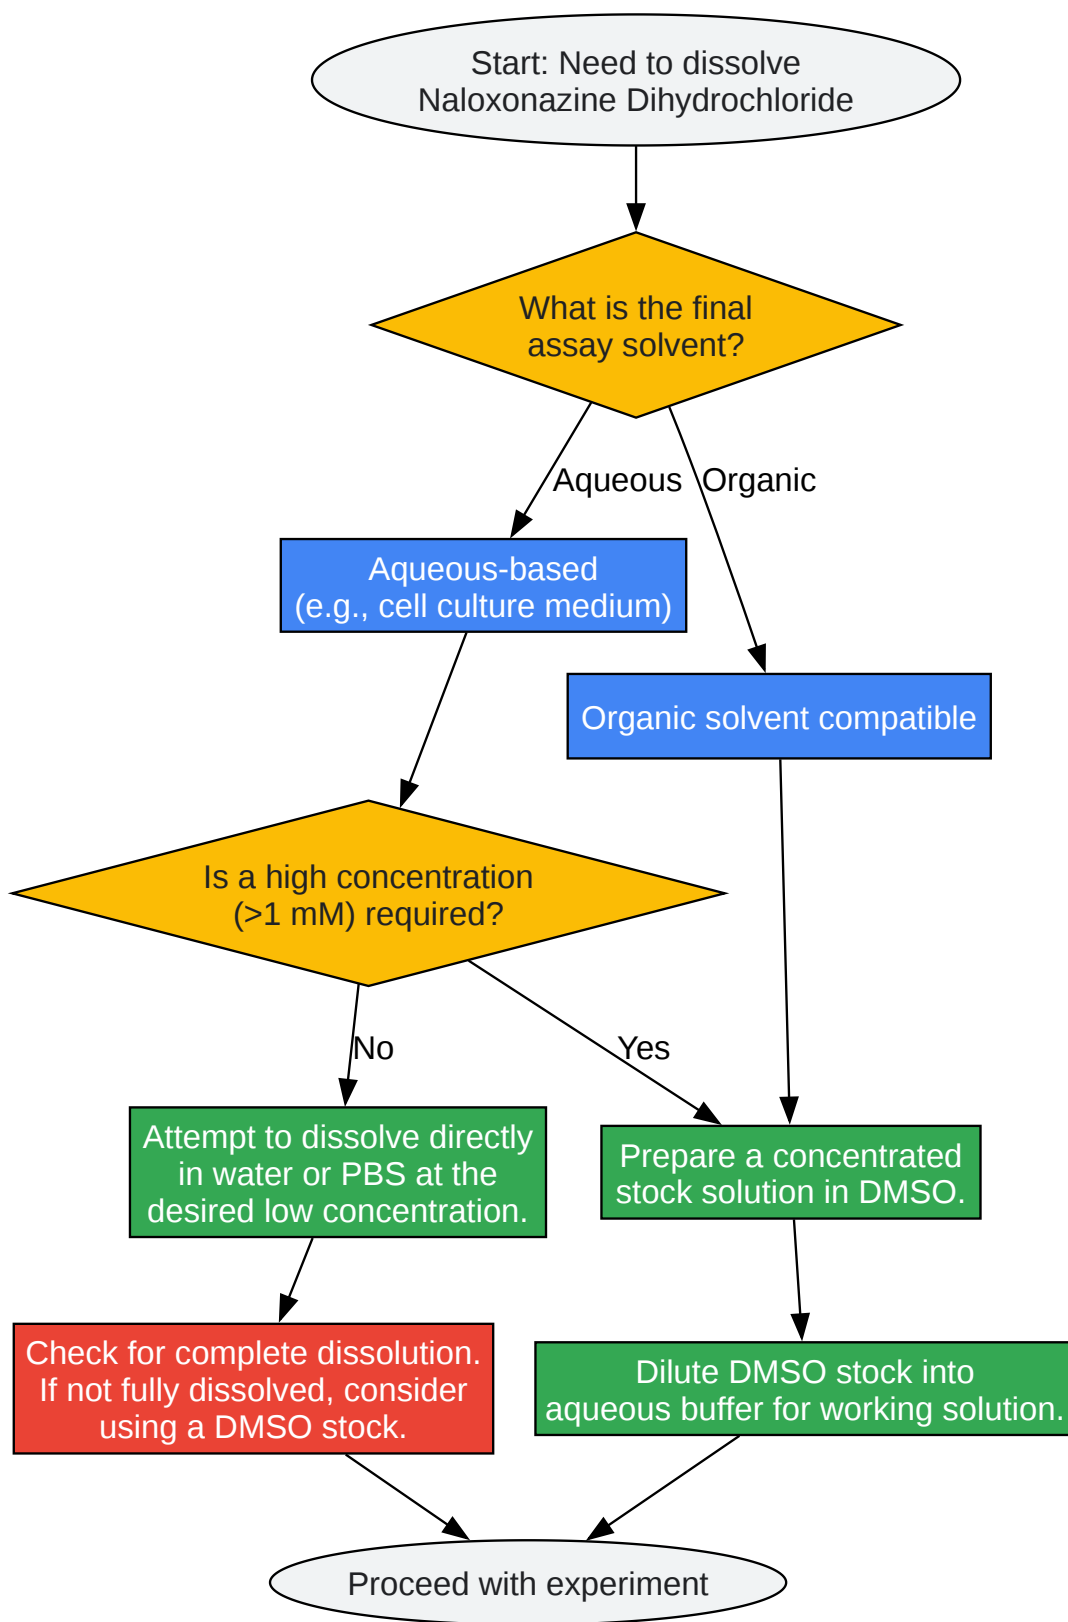 Start: Need to dissolve
Naloxonazine Dihydrochloride
What is the final
assay solvent?
Aqueous
Organic
Aqueous-based
(e.g., cell culture medium)
Organic solvent compatible
Is a high concentration
(>1 mM) required?
No
Yes
Attempt to dissolve directly
in water or PBS at the
desired low concentration.
Prepare a concentrated
stock solution in DMSO.
Check for complete dissolution.
If not fully dissolved, consider
using a DMSO stock.
Dilute DMSO stock into
aqueous buffer for working solution.
Proceed with experiment